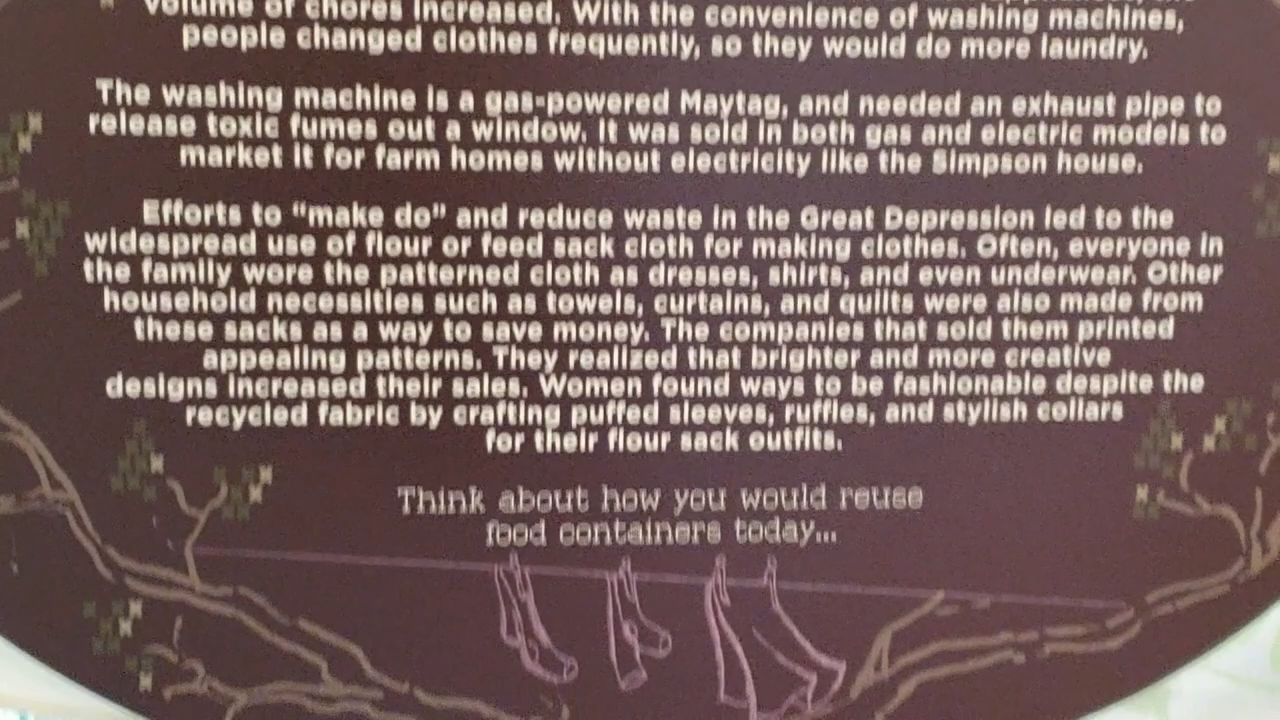 volume of chores increased. With the convenience of washing machines,
people changed clothes frequently, so they would do more laundry.
The washing machine is a gas-powered Maytag, and needed an exhaust pipe to
release toxic fumes out a window. It was sold in both gas and electric models to
market it for farm homes without electricity like the Simpson house.
Efforts to “make do” and reduce waste in the Great Depression led to the
widespread use of flour or feed sack cloth for making clothes. Often, everyone in
the family wore the patterned cloth as dresses, shirts, and even underwear. Other
household necessities such as towels, curtains, and quilts were also made from
these sacks as a way to save money. The companies that sold them printed
appealing patterns. They realized that brighter and more creative
designs increased their sales. Women found ways to be fashionable despite the
recycled fabric by crafting puffed sleeves, ruffles, and stylish collars
for their flour sack outfits.
Think about how you would reuse
food containers today...